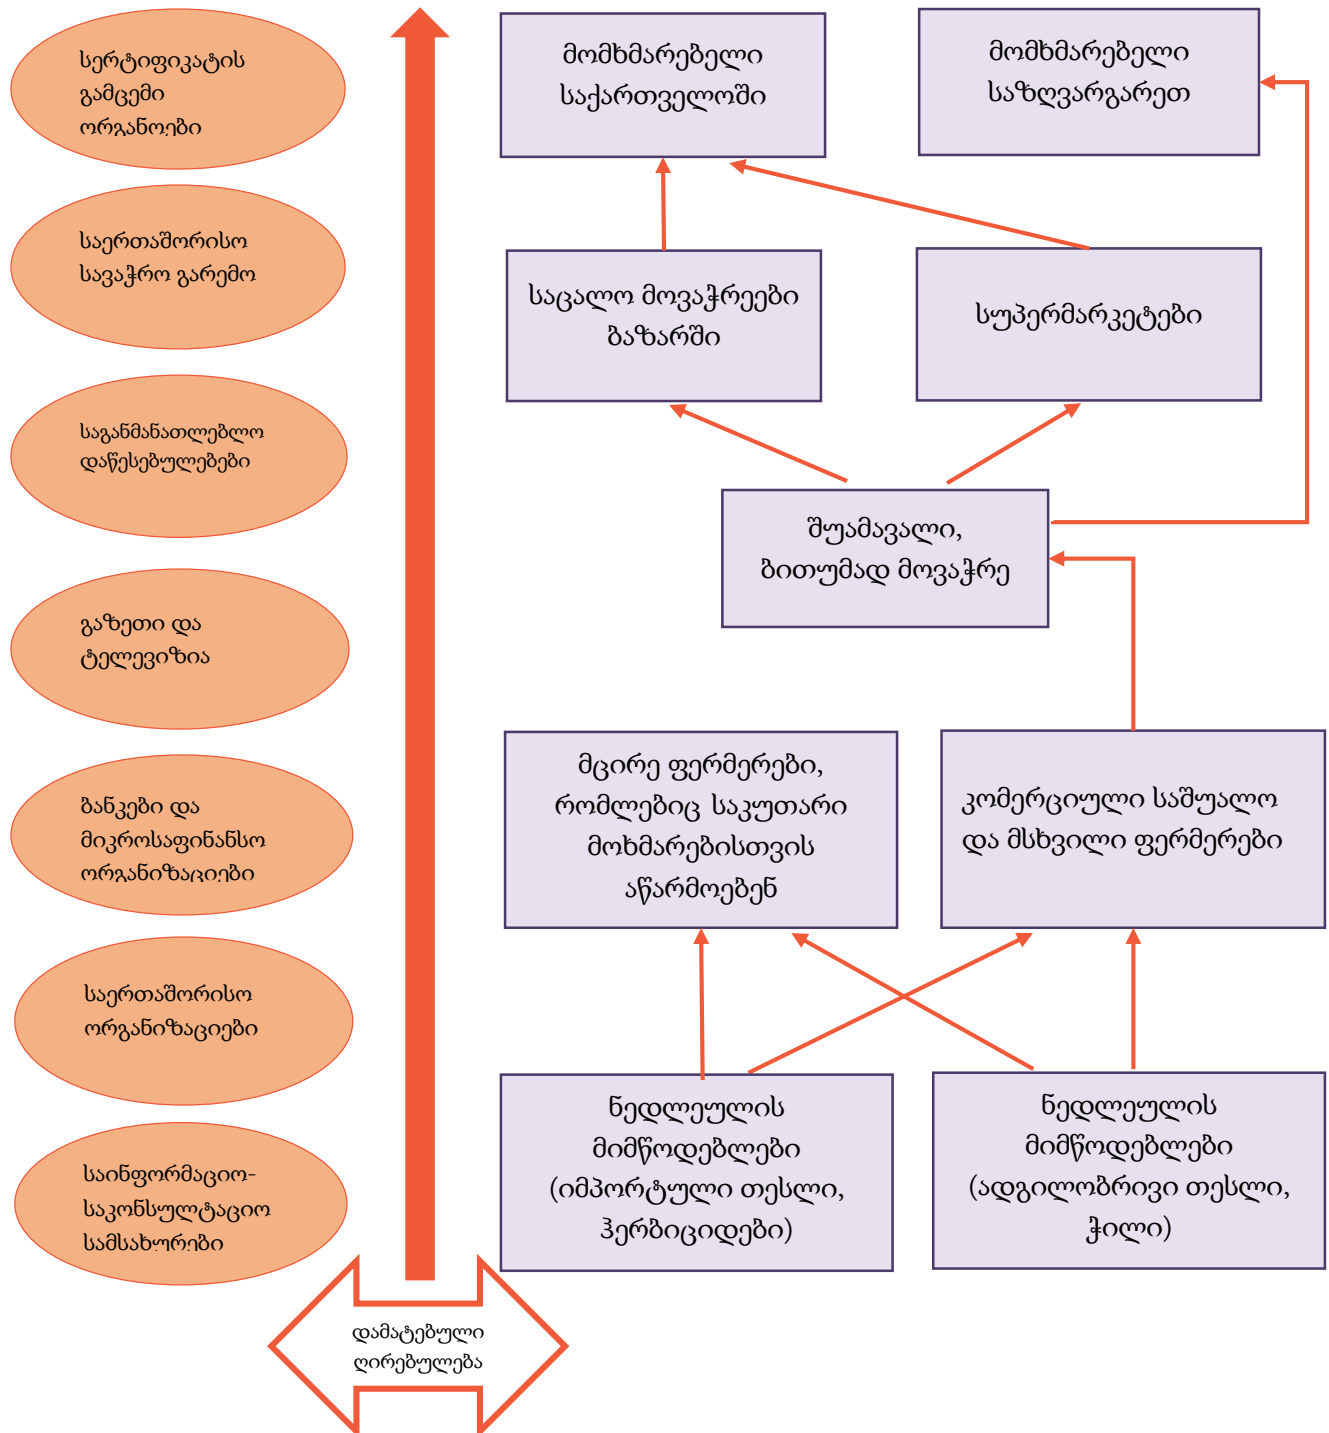 სერტიფიკატის
გამცემი
ორგანოები
საერთაშორისო
სავაჭრო გარემო
საგანმანათლებლო
დაწესებულებები
გაზეთი და
ტელევიზია
ბანკები და
მიკროსაფინანსო
ორგანიზაციები
საერთაშორისო
ორგანიზაციები
საინფორმაციო-
საკონსულტაციო
სამსახურები
დამატებული
ღირებულება
მომხმარებელი
საქართველოში
მომხმარებელი
საზღვარგარეთ
საცალო მოვაჭრეები
ბაზარში
სუპერმარკეტები
შუამავალი,
ბითუმად მოვაჭრე
მცირე ფერმერები,
რომლებიც საკუთარი
მოხმარებისთვის
აწარმოებენ
კომერციული საშუალო
და მსხვილი ფერმერები
ნედლეულის
მიმწოდებლები
(იმპორტული თესლი,
ჰერბიციდები)
ნედლეულის
მიმწოდებლები
(ადგილობრივი თესლი,
ჭილი)